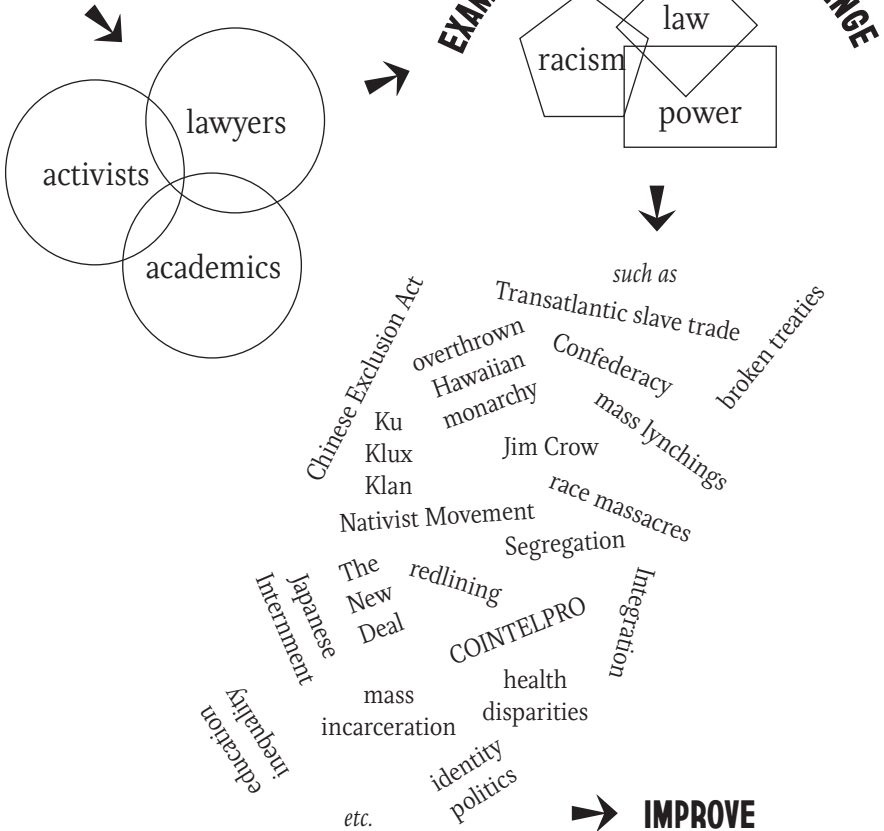 EXAM
NGE
law
racism
power
lawyers
activists
academics
such as
Transatlantic slave trade
broken treaties
Chinese Exclusion Act
overthrown
Hawaiian
monarchy
Confederacy
mass lynchings
Ku
Klux
Klan
Jim Crow
race massacres
Nativist Movement
Segregation
Japanese
Internment
The
New
Deal
redlining
COINTELPRO
Integration
education
inequality
mass
incarceration
health
disparities
identity
politics
etc.
IMPROVE